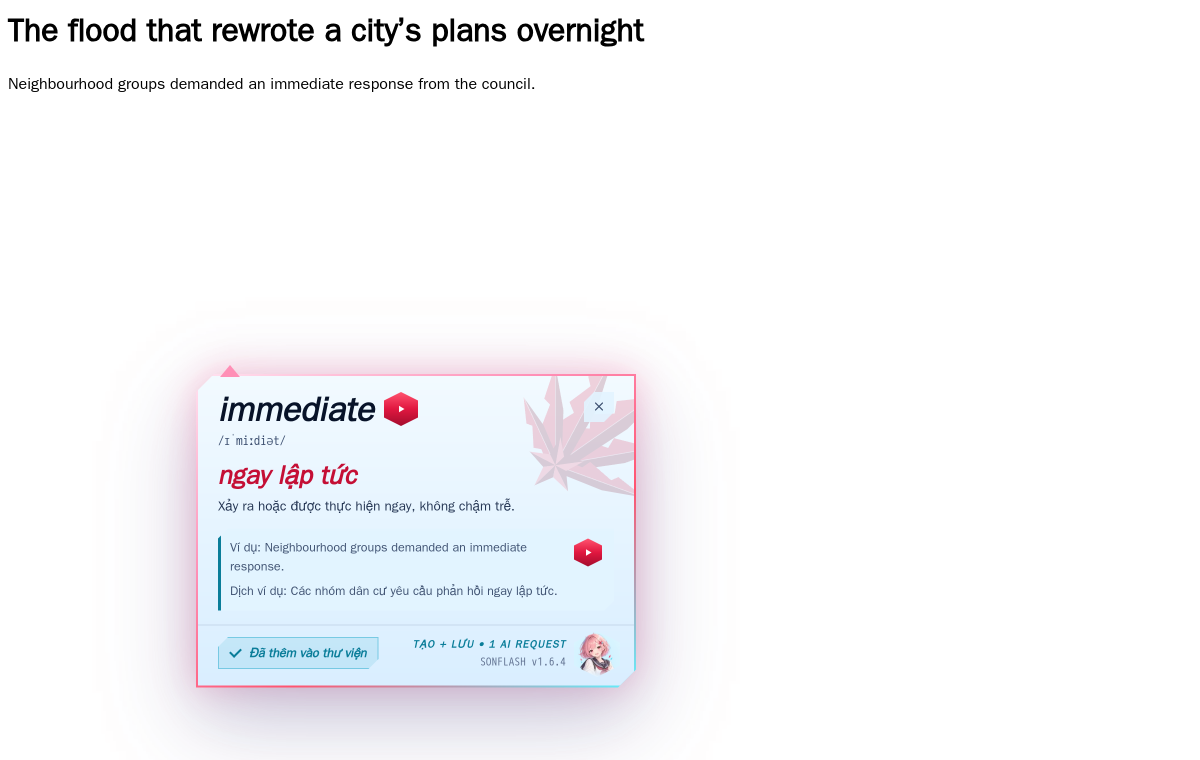 The flood that rewrote a city’s plans overnight
Neighbourhood groups demanded an immediate response from the council.
immediate
/ɪˈmiːdiət/
ngay lập tức
Xảy ra hoặc được thực hiện ngay, không chậm trễ.
Ví dụ: Neighbourhood groups demanded an immediate
response.
Dịch ví dụ: Các nhóm dân cư yêu cầu phản hồi ngay lập tức.
Đã thêm vào thư viện
TẠO + LƯU • 1 AI REQUEST
SONFLASH v1.6.4